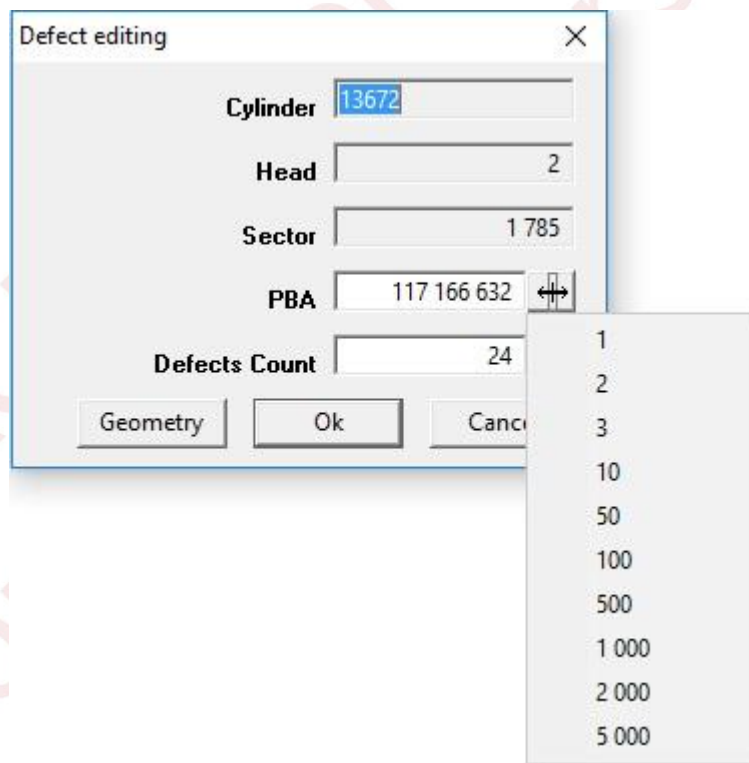 Defect editing
Cylinder 13672
Head 2
Sector 1 785
PBA 117 166 632
Defects Count 24
Geometry Ok Canc
1
2
3
10
50
100
500
1 000
2 000
5 000